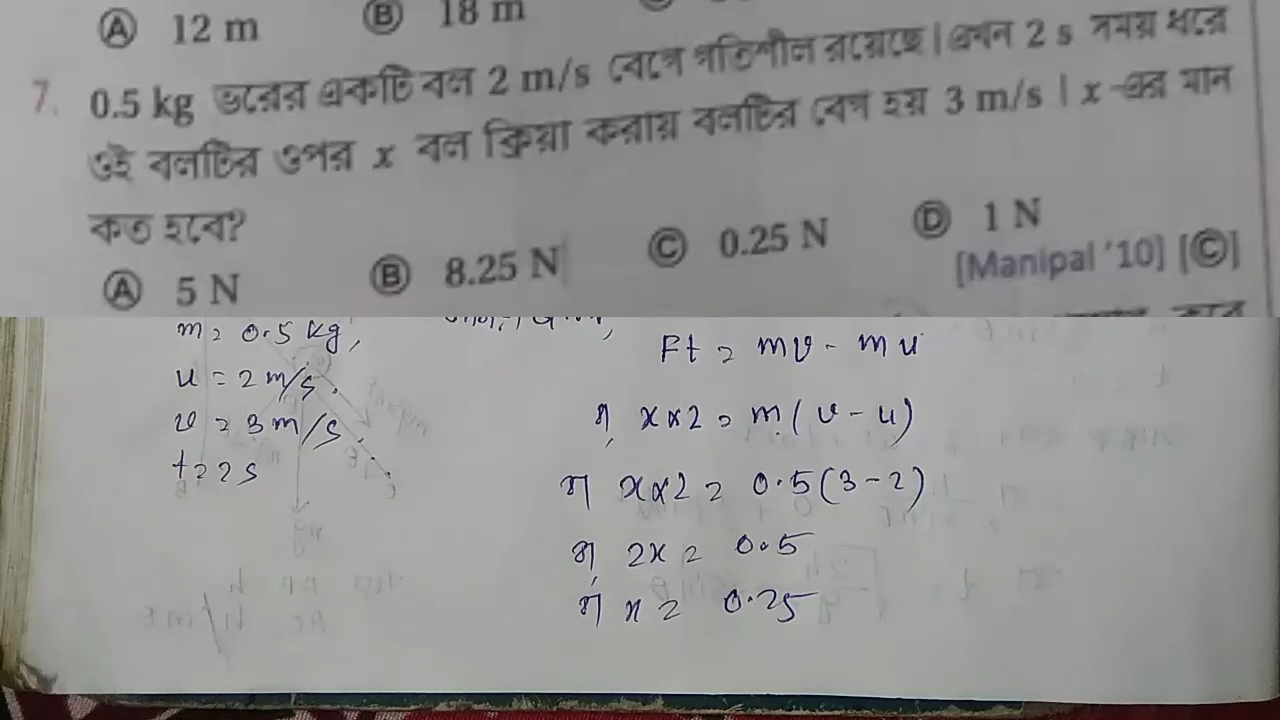 Ⓐ 12 m Ⓑ 18 m
7. 0.5 kg ভরের একটি বল 2 m/s বেগে গতিশীল রয়েছে। এখন 2 s সময় ধরে
ওই বলটির ওপর x বল ক্রিয়া করায় বলটির বেগ হয় 3 m/s । x -এর মান
কত হবে?
Ⓐ 5 N Ⓑ 8.25 N Ⓒ 0.25 N Ⓓ 1 N
[Manipal '10] [Ⓒ]
m = 0.5 kg,
u = 2 m/s.
v = 3 m/s.
t = 2s
Ft = mv - mu
বা, x×2 = m(v-u)
বা x×2 = 0.5(3-2)
বা, 2x = 0.5
বা x = 0.25